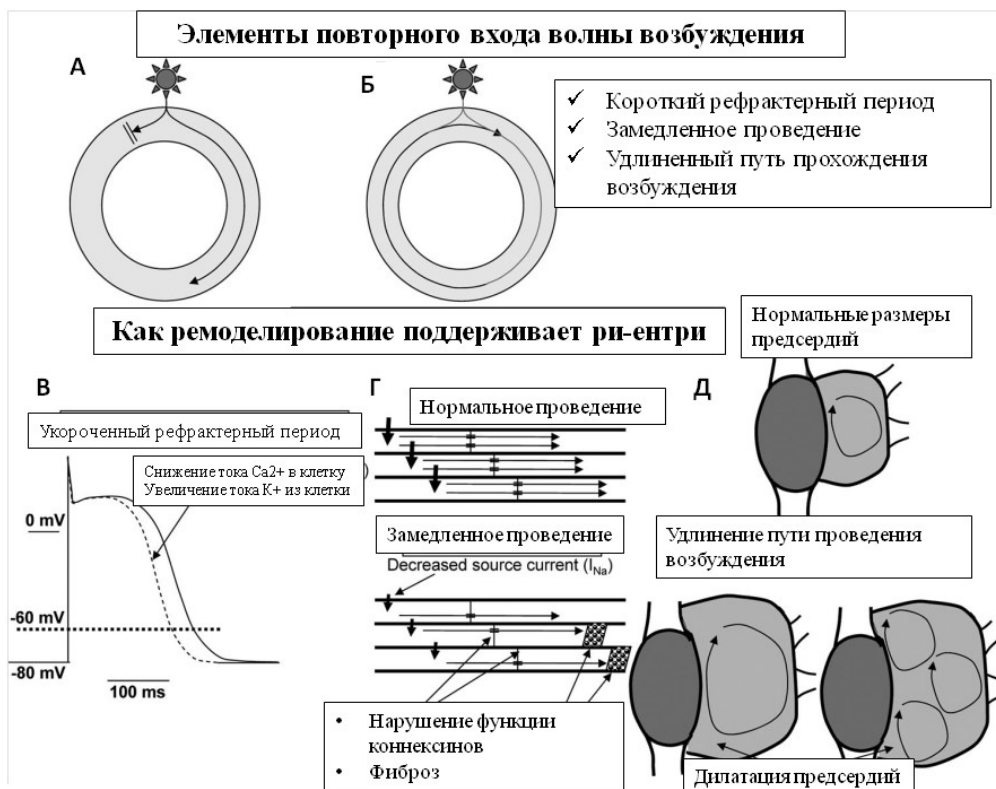 Элементы повторного входа волны возбуждения
А
Б
✓ Короткий рефрактерный период
✓ Замедленное проведение
✓ Удлиненный путь прохождения
возбуждения
Как ремоделирование поддерживает ри-ентри
Нормальные размеры
предсердий
В
Укороченный рефрактерный период
Снижение тока Ca2+ в клетку
Увеличение тока K+ из клетки
0 mV
-60 mV
-80 mV
100 ms
Г
Нормальное проведение
Замедленное проведение
Decreased source current (INa)
• Нарушение функции
коннексинов
• Фиброз
Д
Удлинение пути проведения
возбуждения
Дилатация предсердий